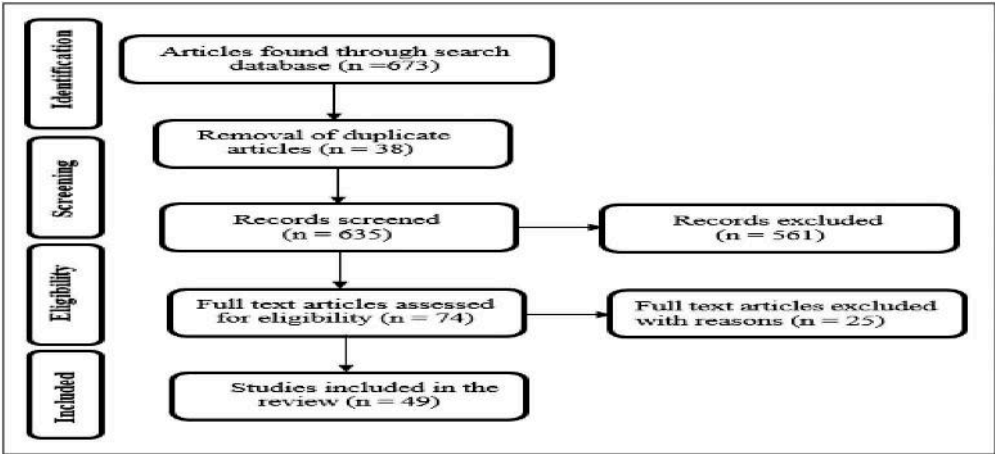 Identification
Articles found through search
database (n =673)
Removal of duplicate
articles (n = 38)
Screening
Records screened
(n = 635)
Records excluded
(n = 561)
Eligibility
Full text articles assessed
for eligibility (n = 74)
Full text articles excluded
with reasons (n = 25)
Included
Studies included in the
review (n = 49)